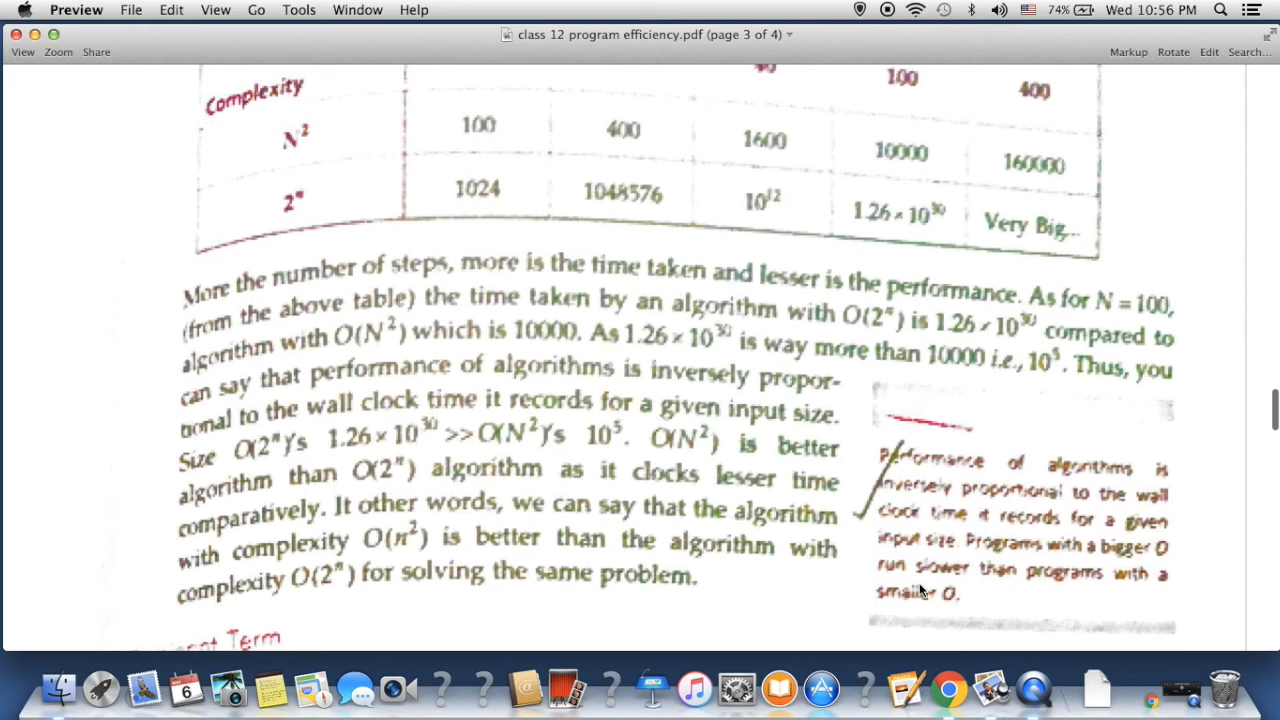 Preview File Edit View Go Tools Window Help 74% Wed 10:56 PM
class 12 program efficiency.pdf (page 3 of 4)
View Zoom Share Markup Rotate Edit Search...
Complexity 40 100 400
N² 100 400 1600 10000 160000
2ⁿ 1024 1048576 10¹² 1.26 × 10³⁰ Very Big...
More the number of steps, more is the time taken and lesser is the performance. As for N = 100,
(from the above table) the time taken by an algorithm with O(2ⁿ) is 1.26 × 10³⁰ compared to
algorithm with O(N²) which is 10000. As 1.26 × 10³⁰ is way more than 10000 i.e., 10⁵. Thus, you
can say that performance of algorithms is inversely propor-
tional to the wall clock time it records for a given input size.
Size O(2ⁿ)'s 1.26 × 10³⁰ >> O(N²)'s 10⁵. O(N²) is better
algorithm than O(2ⁿ) algorithm as it clocks lesser time
comparatively. It other words, we can say that the algorithm
with complexity O(n²) is better than the algorithm with
complexity O(2ⁿ) for solving the same problem.
Performance of algorithms is
inversely proportional to the wall
clock time it records for a given
input size. Programs with a bigger O
run slower than programs with a
smaller O.
Term
6